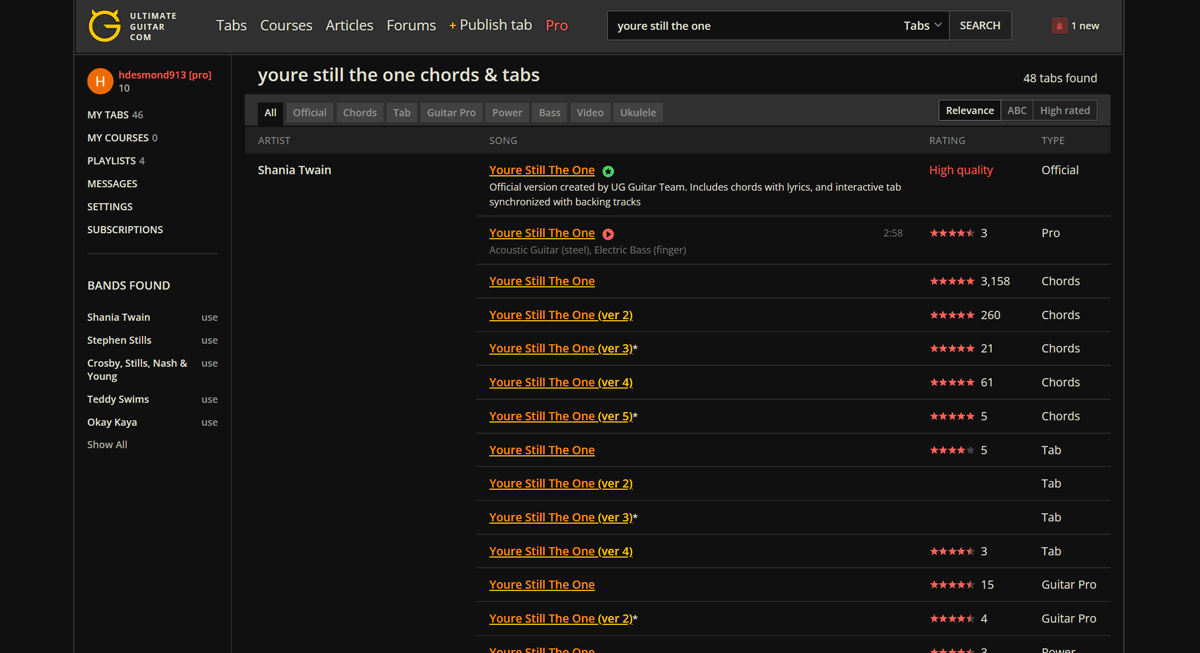 ULTIMATE
GUITAR
COM
Tabs Courses Articles Forums + Publish tab Pro
youre still the one Tabs SEARCH
1 new
H hdesmond913 [pro]
10
MY TABS 46
MY COURSES 0
PLAYLISTS 4
MESSAGES
SETTINGS
SUBSCRIPTIONS
BANDS FOUND
Shania Twain use
Stephen Stills use
Crosby, Stills, Nash & use
Young
Teddy Swims use
Okay Kaya use
Show All
youre still the one chords & tabs
48 tabs found
All Official Chords Tab Guitar Pro Power Bass Video Ukulele Relevance ABC High rated
ARTIST SONG RATING TYPE
Shania Twain Youre Still The One High quality Official
Official version created by UG Guitar Team. Includes chords with lyrics, and interactive tab
synchronized with backing tracks
Youre Still The One 2:58 3 Pro
Acoustic Guitar (steel), Electric Bass (finger)
Youre Still The One 3,158 Chords
Youre Still The One (ver 2) 260 Chords
Youre Still The One (ver 3)* 21 Chords
Youre Still The One (ver 4) 61 Chords
Youre Still The One (ver 5)* 5 Chords
Youre Still The One 5 Tab
Youre Still The One (ver 2) Tab
Youre Still The One (ver 3)* Tab
Youre Still The One (ver 4) 3 Tab
Youre Still The One 15 Guitar Pro
Youre Still The One (ver 2)* 4 Guitar Pro
Youre Still The One 3 Power